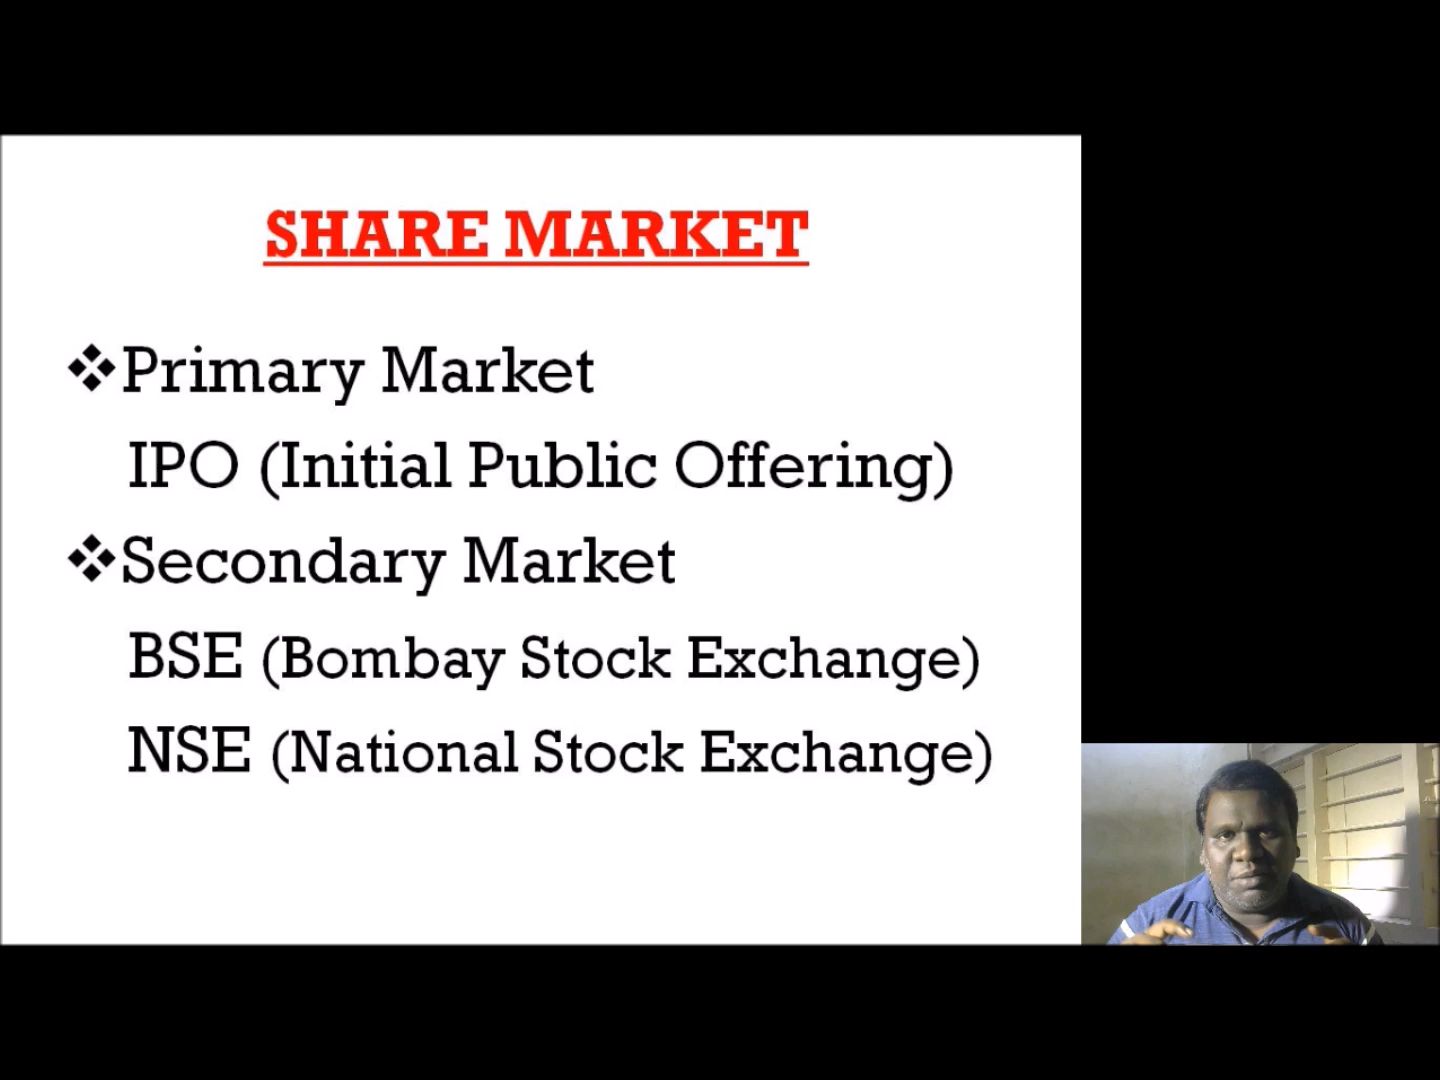 SHARE MARKET
❖Primary Market
IPO (Initial Public Offering)
❖Secondary Market
BSE (Bombay Stock Exchange)
NSE (National Stock Exchange)